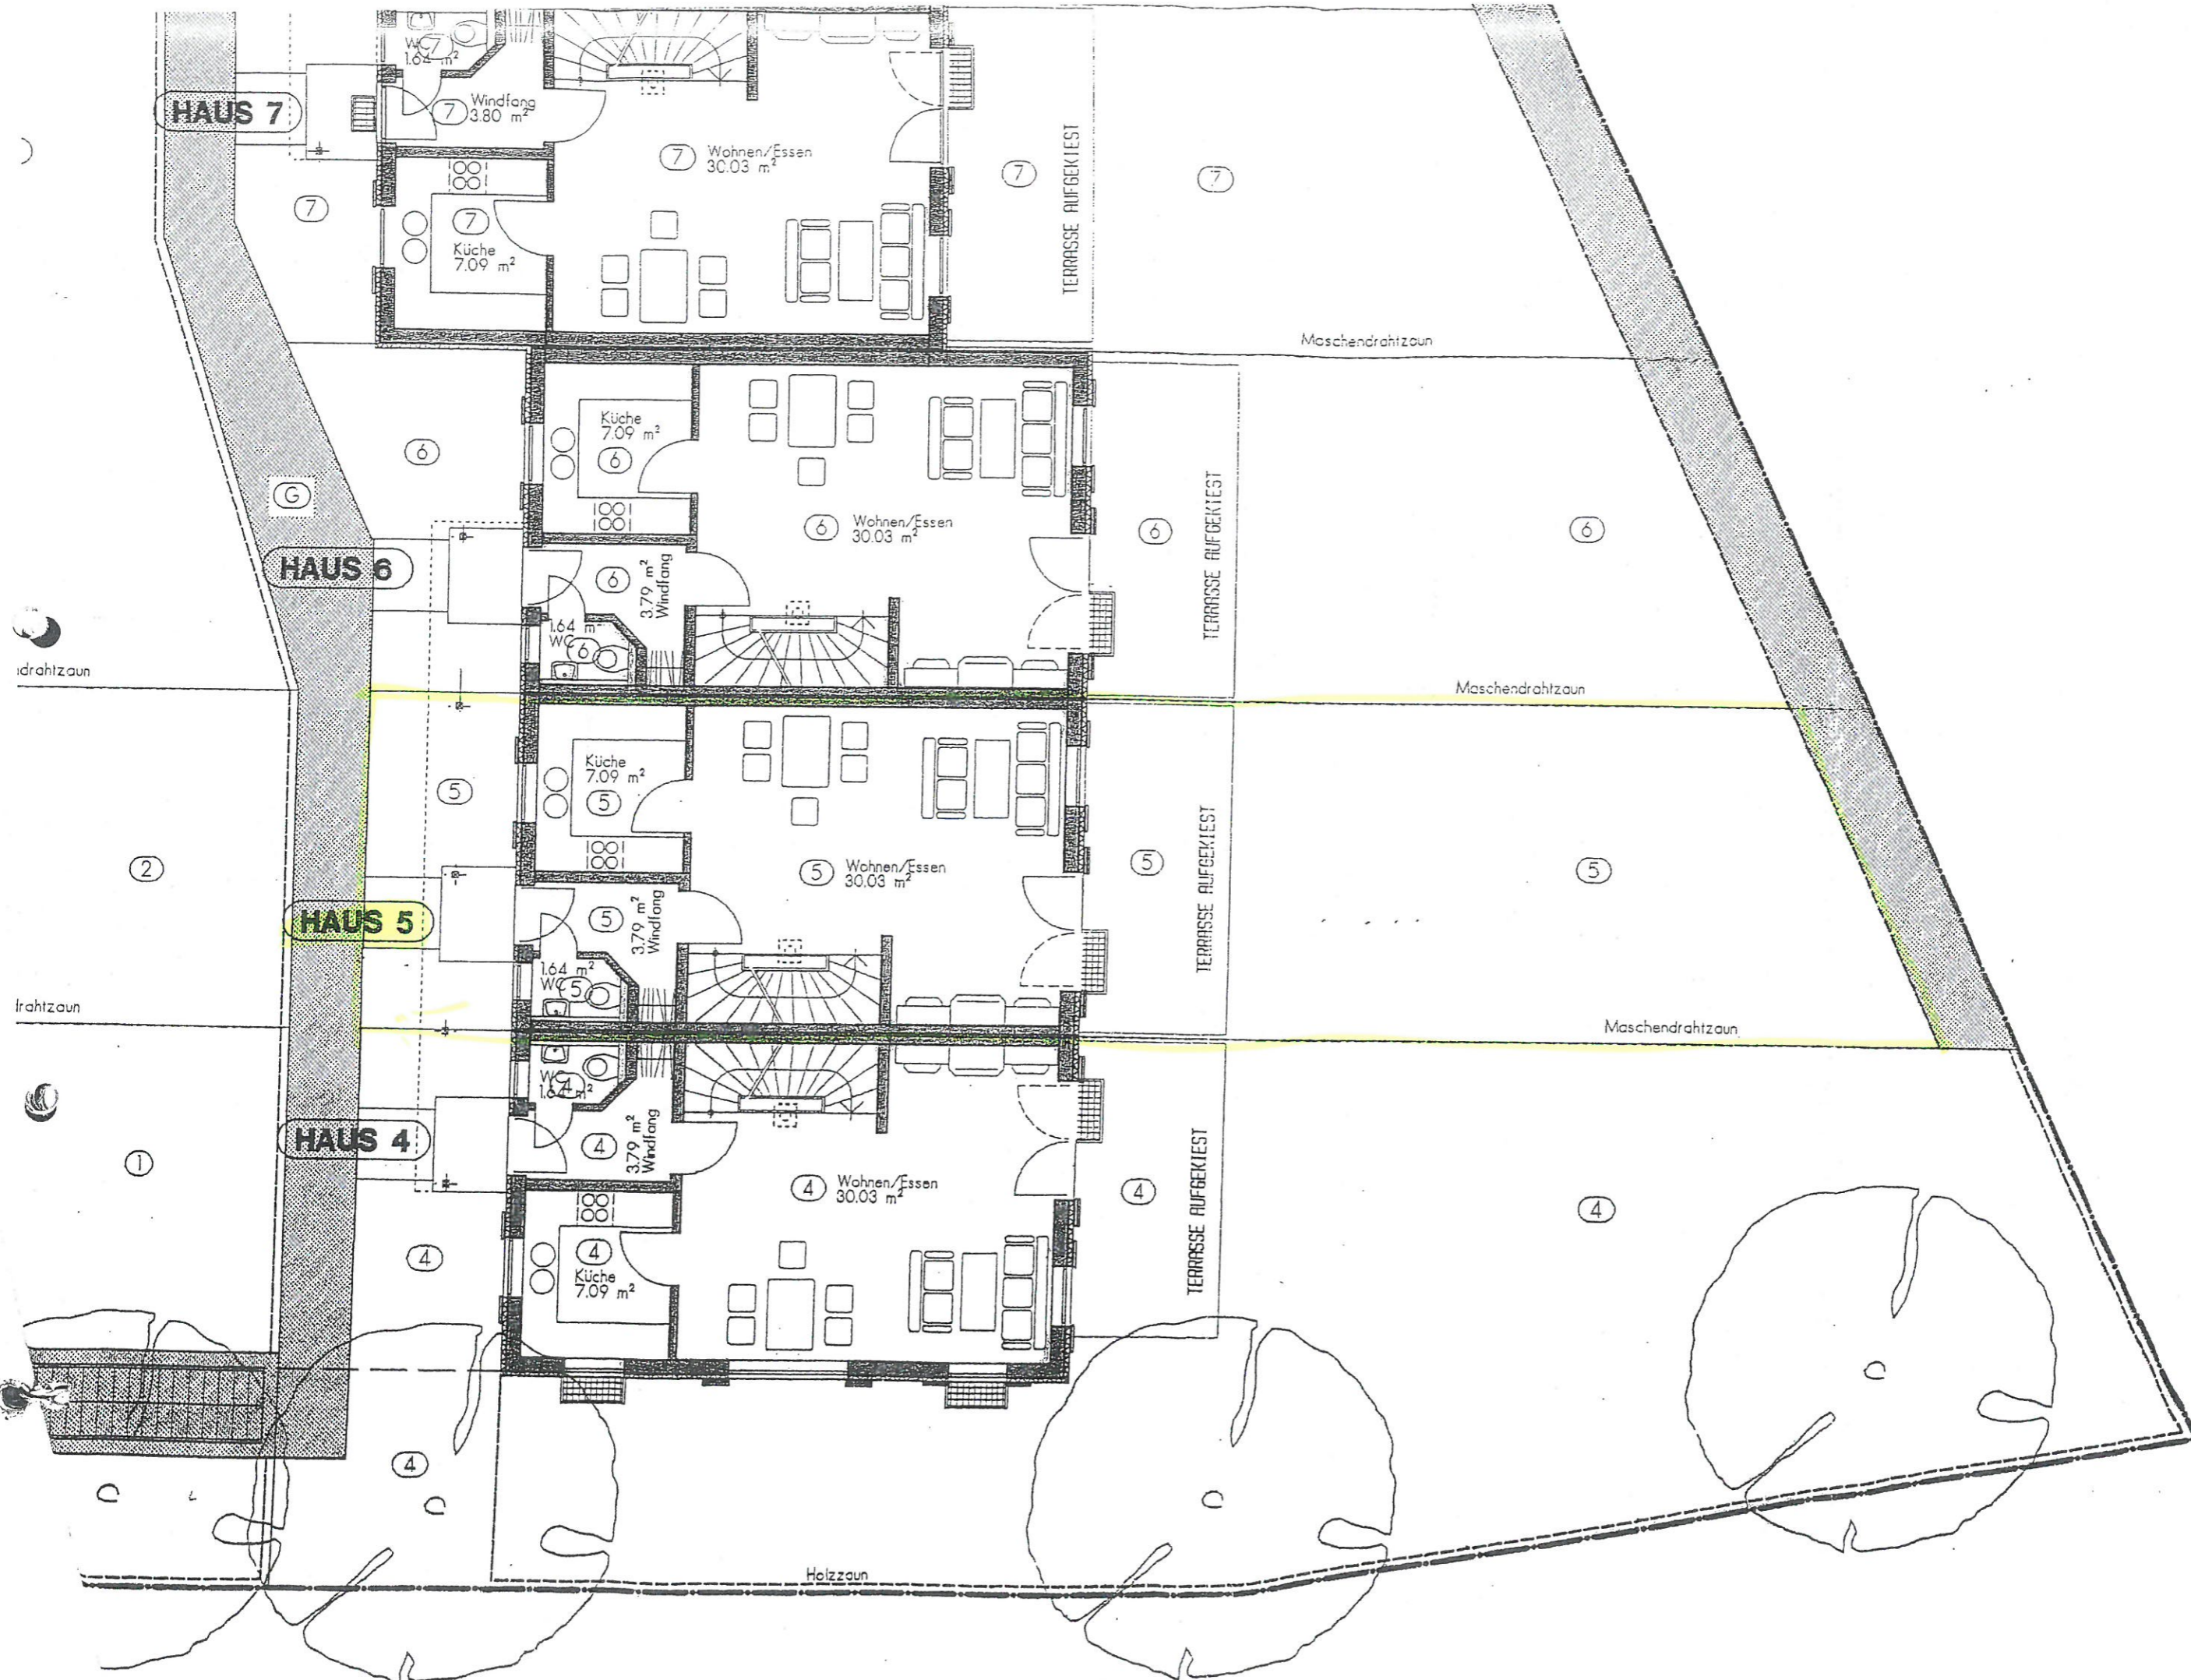 WC
7
1.64 m²
HAUS 7
7
Windfang
3.80 m²
7
Wohnen/Essen
30.03 m²
7
TERRASSE AUFGEKIEST
7
7
7
Küche
7.09 m²
Maschendrahtzaun
6
Küche
7.09 m²
6
G
6
Wohnen/Essen
30.03 m²
6
TERRASSE AUFGEKIEST
6
HAUS 6
6
3.79 m²
Windfang
1.64 m²
WC
6
drahtzaun
Maschendrahtzaun
5
Küche
7.09 m²
5
2
5
Wohnen/Essen
30.03 m²
5
TERRASSE AUFGEKIEST
5
HAUS 5
5
3.79 m²
Windfang
1.64 m²
WC
5
drahtzaun
Maschendrahtzaun
WC
4
1.64 m²
HAUS 4
4
3.79 m²
Windfang
1
4
Wohnen/Essen
30.03 m²
4
TERRASSE AUFGEKIEST
4
4
4
Küche
7.09 m²
4
Holzzaun